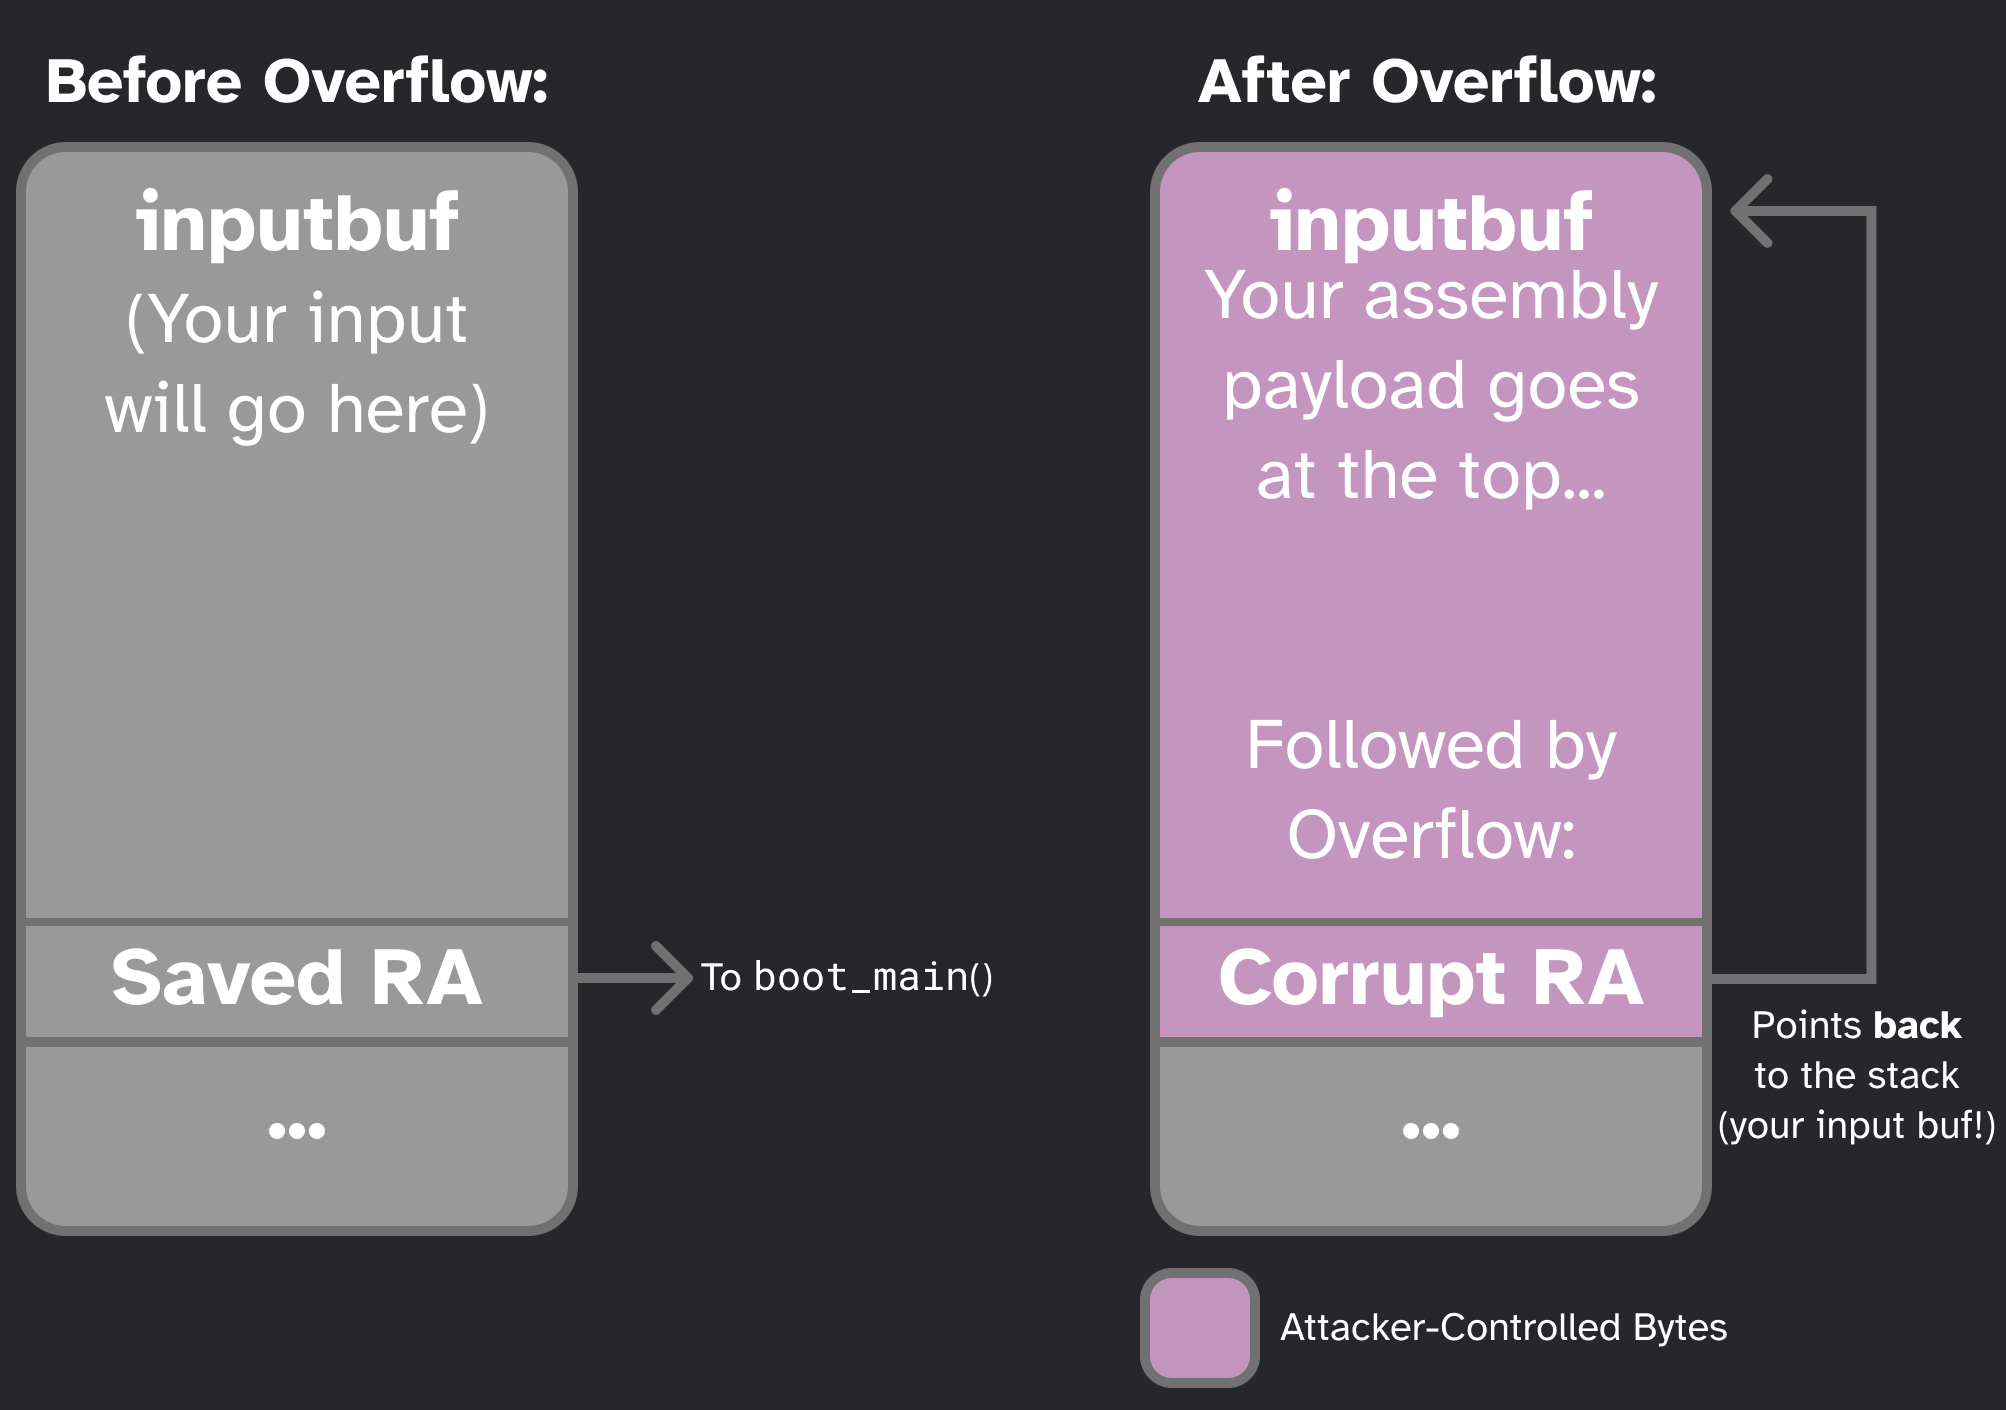 Before Overflow:
inputbuf
(Your input
will go here)
Saved RA
To boot_main()
•••
After Overflow:
inputbuf
Your assembly
payload goes
at the top...
Followed by
Overflow:
Corrupt RA
Points back
to the stack
(your input buf!)
•••
Attacker-Controlled Bytes